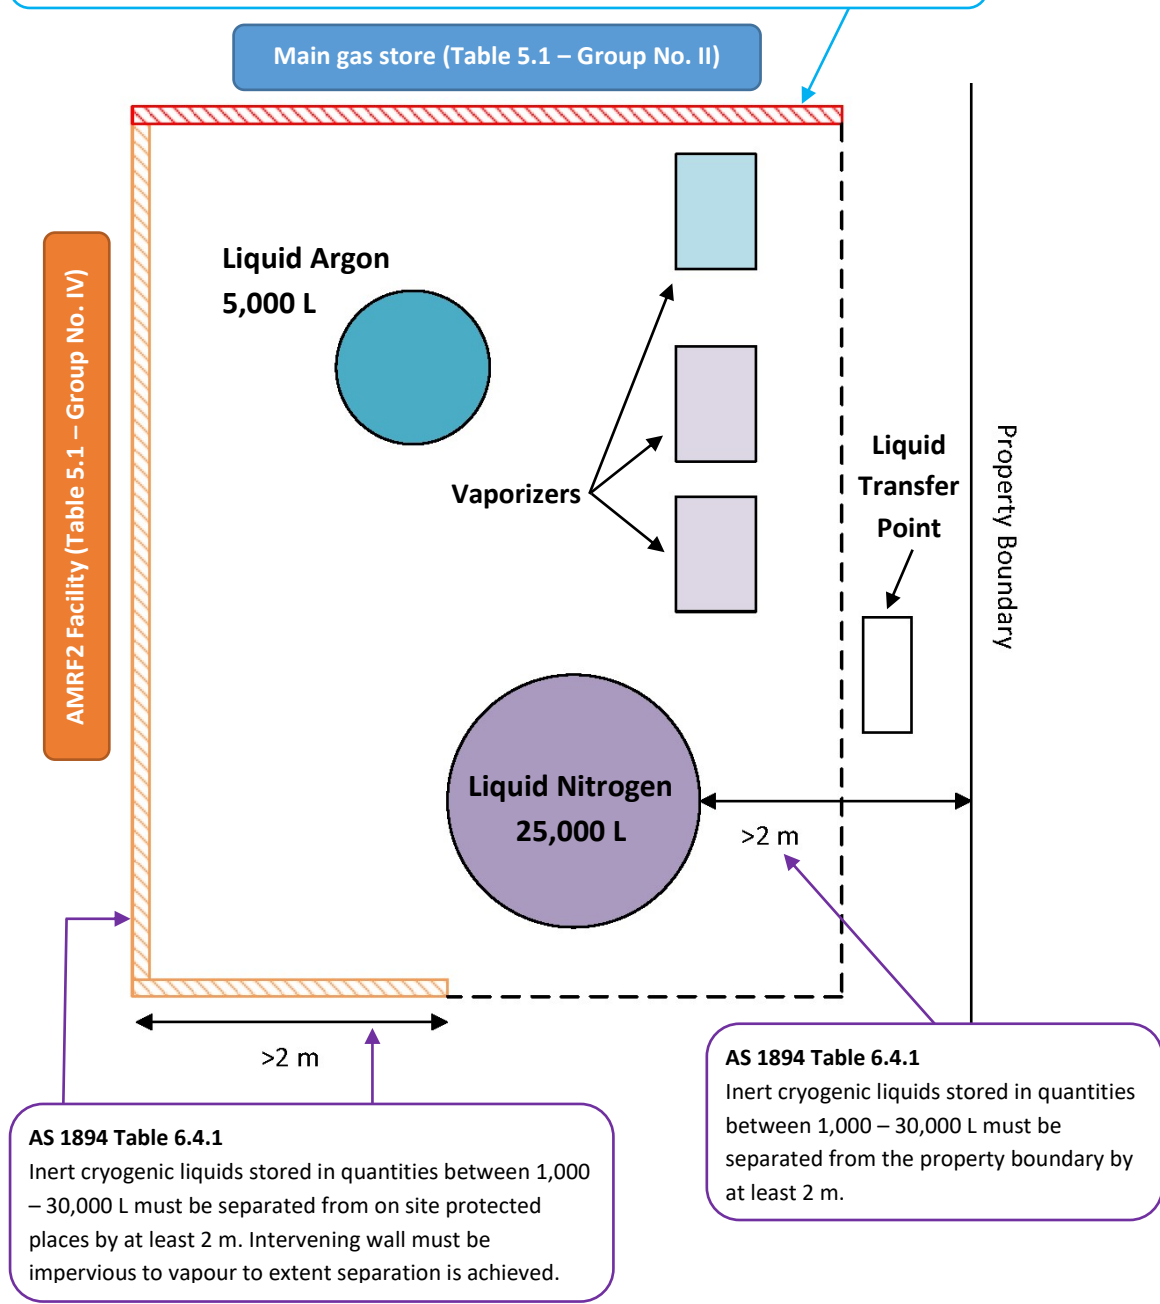 Main gas store (Table 5.1 – Group No. II)
AMRF2 Facility (Table 5.1 – Group No. IV)
Liquid Argon
5,000 L
Vaporizers
Liquid
Transfer
Point
Property Boundary
Liquid Nitrogen
25,000 L
>2 m
>2 m
AS 1894 Table 6.4.1
Inert cryogenic liquids stored in quantities between 1,000
– 30,000 L must be separated from on site protected
places by at least 2 m. Intervening wall must be
impervious to vapour to extent separation is achieved.
AS 1894 Table 6.4.1
Inert cryogenic liquids stored in quantities
between 1,000 – 30,000 L must be
separated from the property boundary by
at least 2 m.